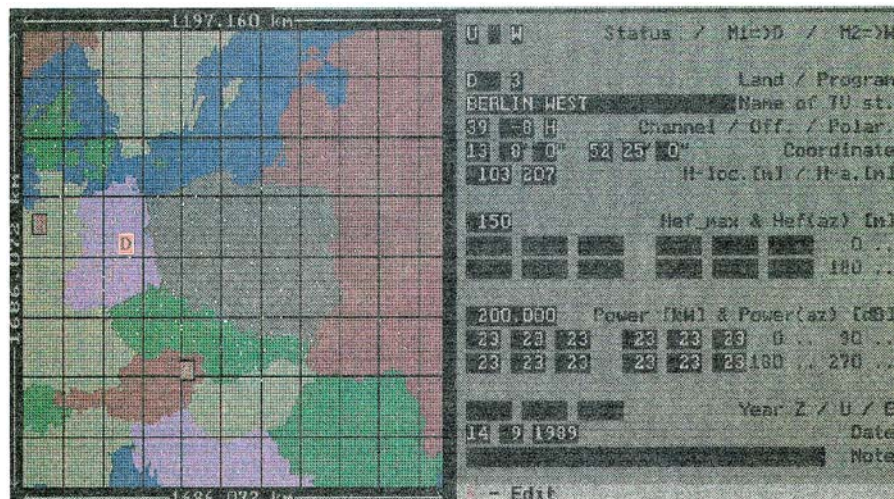 1197.160 km
1686.072 km
1686.072 km
D
U W Status / M1=>D / M2=>W
D 3 Land / Program
BERLIN WEST Name of TV st
39 -8 H Channel / Off. / Polar.
13 8' 0" 52 25' 0" Coordinate
103 207 H-loc.[m] / H-a.[m]
150 Hef_max & Hef(az) [m]
0 ..
180 ..
200.000 Power [kW] & Power(az) [dB]
23 23 23 23 23 23 0 .. 90 ..
23 23 23 23 23 23 180 .. 270 ..
Year Z / U / E
14 9 1989 Date
Note
- Edit